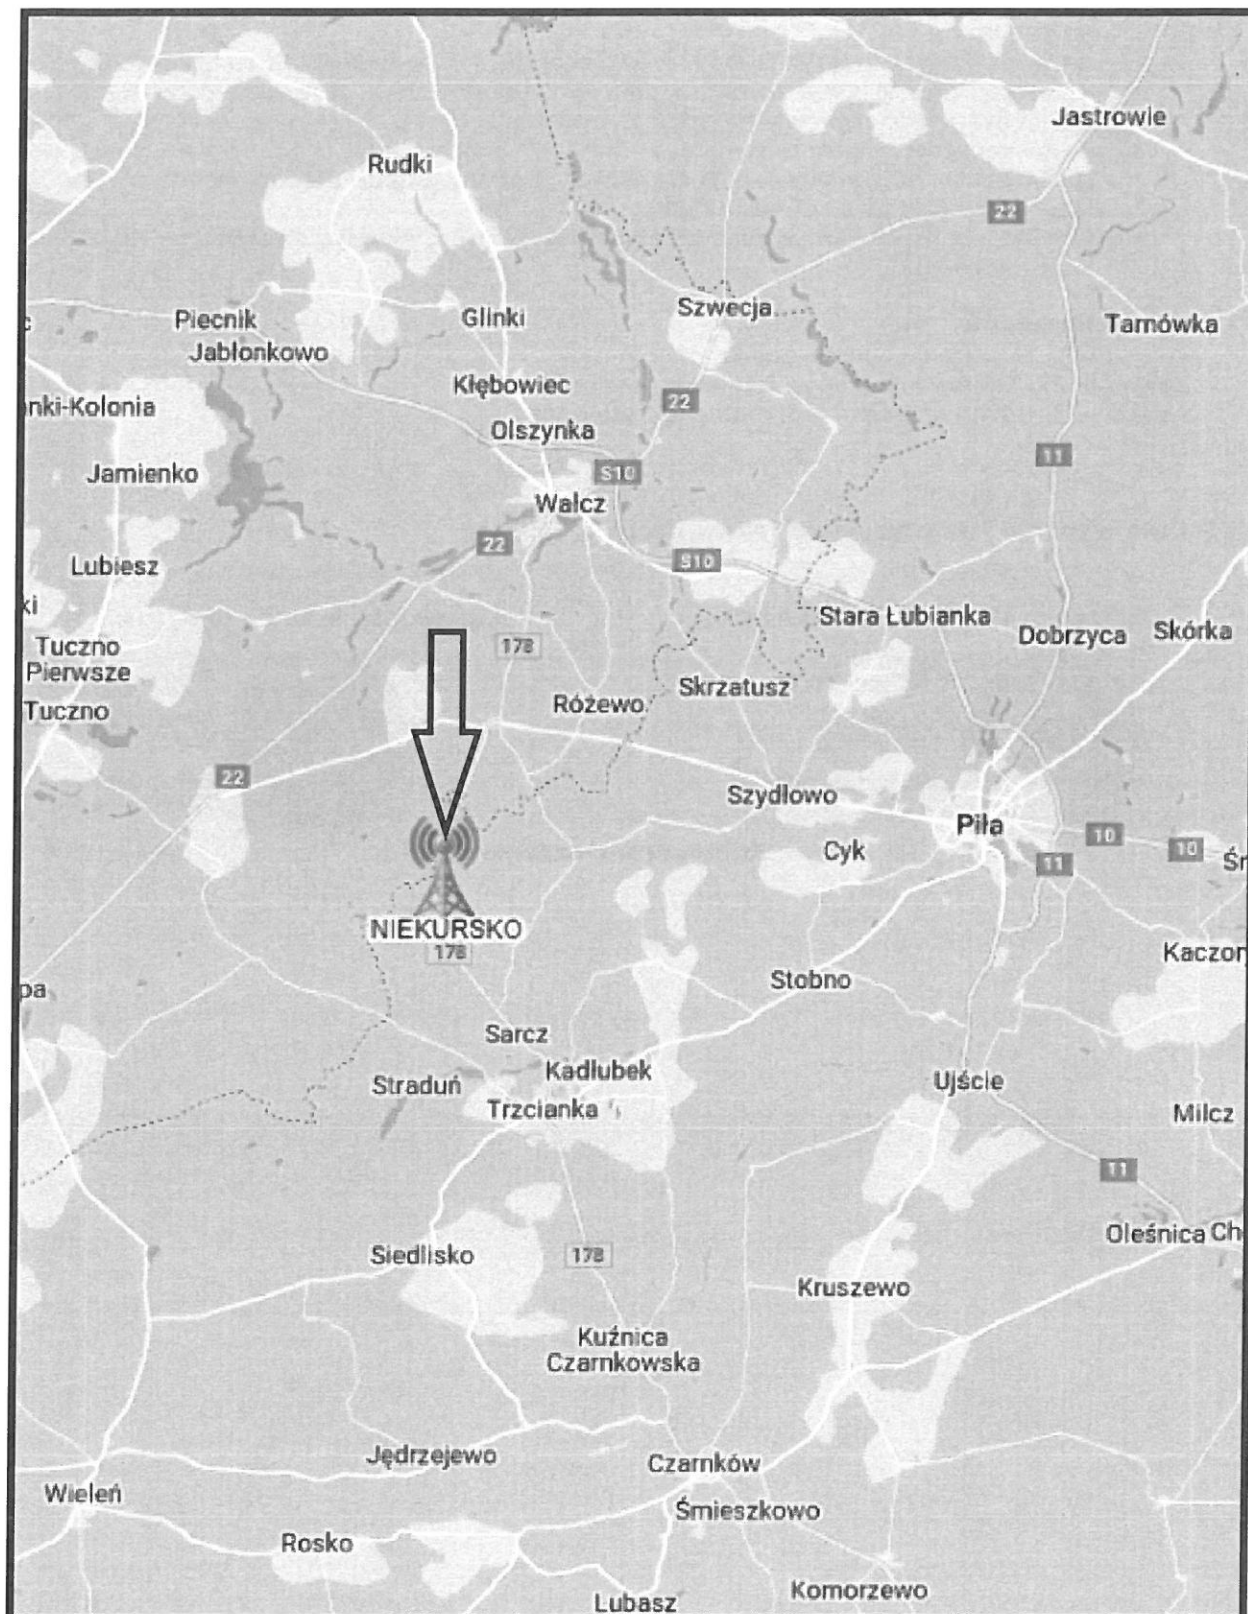 Jastrowie
Rudki
22
Szwecja
Piecnik
Glinki
Tarnówka
Jabłonkowo
Kłębowiec
22
nki-Kolonia
Olszynka
11
Jamienko
S10
Wałcz
22
S10
Lubiesz
ki
Stara Łubianka
Dobrzyca
Skórka
Tuczno
Pierwsze
178
Skrzatusz
Różewo
Tuczno
22
Szydłowo
Piła
10
10
Cyk
11
Śr
NIEKURSKO
178
Kaczor
Stobno
pa
Sarcz
Kadłubek
Straduń
Ujście
Trzcianka
Milcz
11
Oleśnica
Ch
Siedlisko
178
Kruszewo
Kuźnica
Czarnkowska
Jędrzejewo
Czarnków
Wieleń
Śmieszkowo
Rosko
Komorzewo
Lubasz